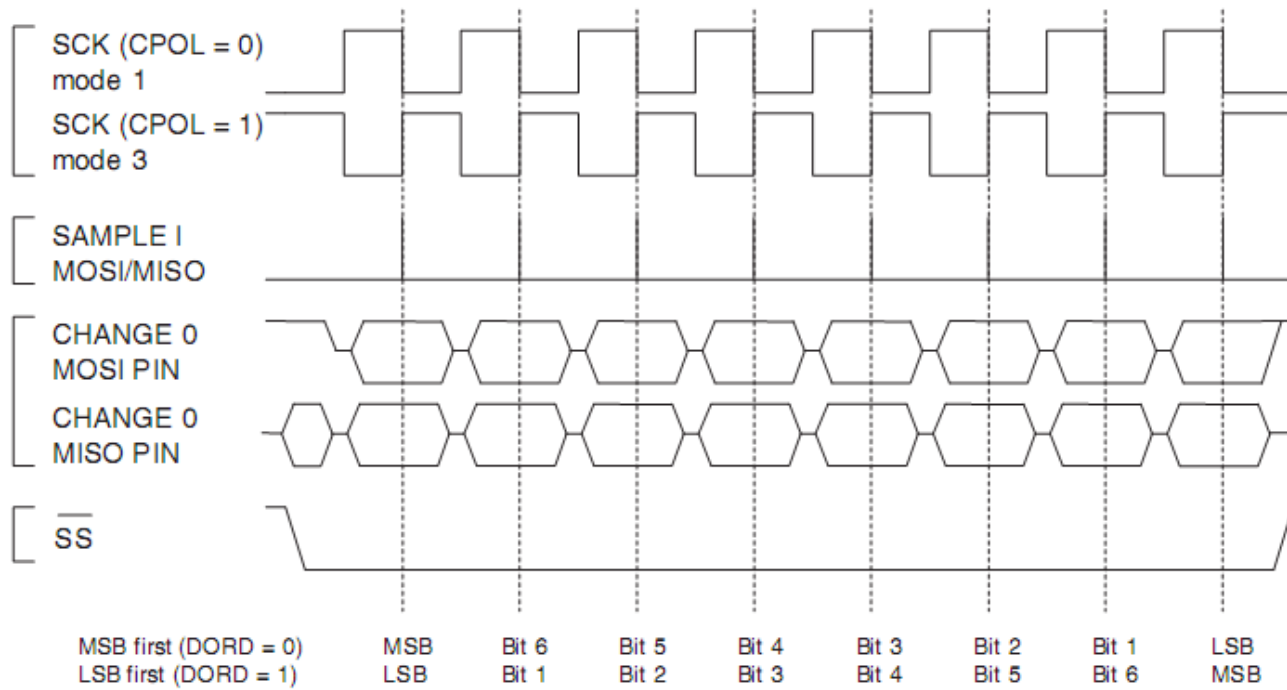 SCK (CPOL = 0)
mode 1
SCK (CPOL = 1)
mode 3
SAMPLE I
MOSI/MISO
CHANGE 0
MOSI PIN
CHANGE 0
MISO PIN
SS
MSB first (DORD = 0) MSB Bit 6 Bit 5 Bit 4 Bit 3 Bit 2 Bit 1 LSB
LSB first (DORD = 1) LSB Bit 1 Bit 2 Bit 3 Bit 4 Bit 5 Bit 6 MSB